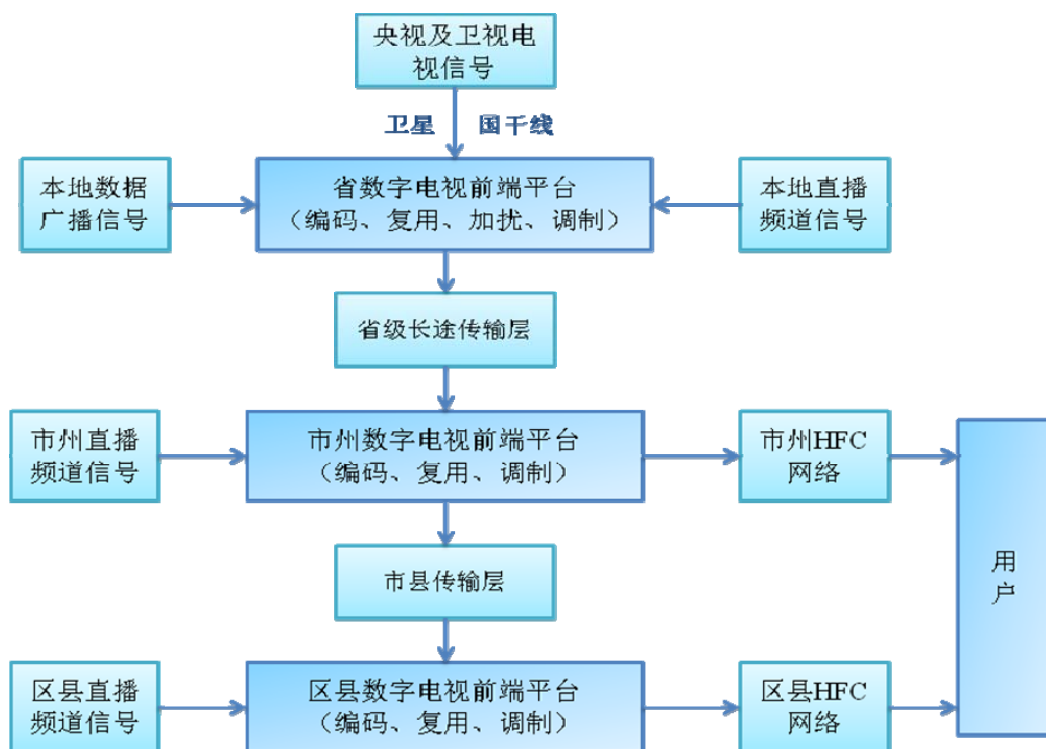 央视及卫视电
视信号
卫星 国干线
本地数据
广播信号
省数字电视前端平台
（编码、复用、加扰、调制）
本地直播
频道信号
省级长途传输层
市州直播
频道信号
市州数字电视前端平台
（编码、复用、调制）
市州HFC
网络
用
户
市县传输层
区县直播
频道信号
区县数字电视前端平台
（编码、复用、调制）
区县HFC
网络